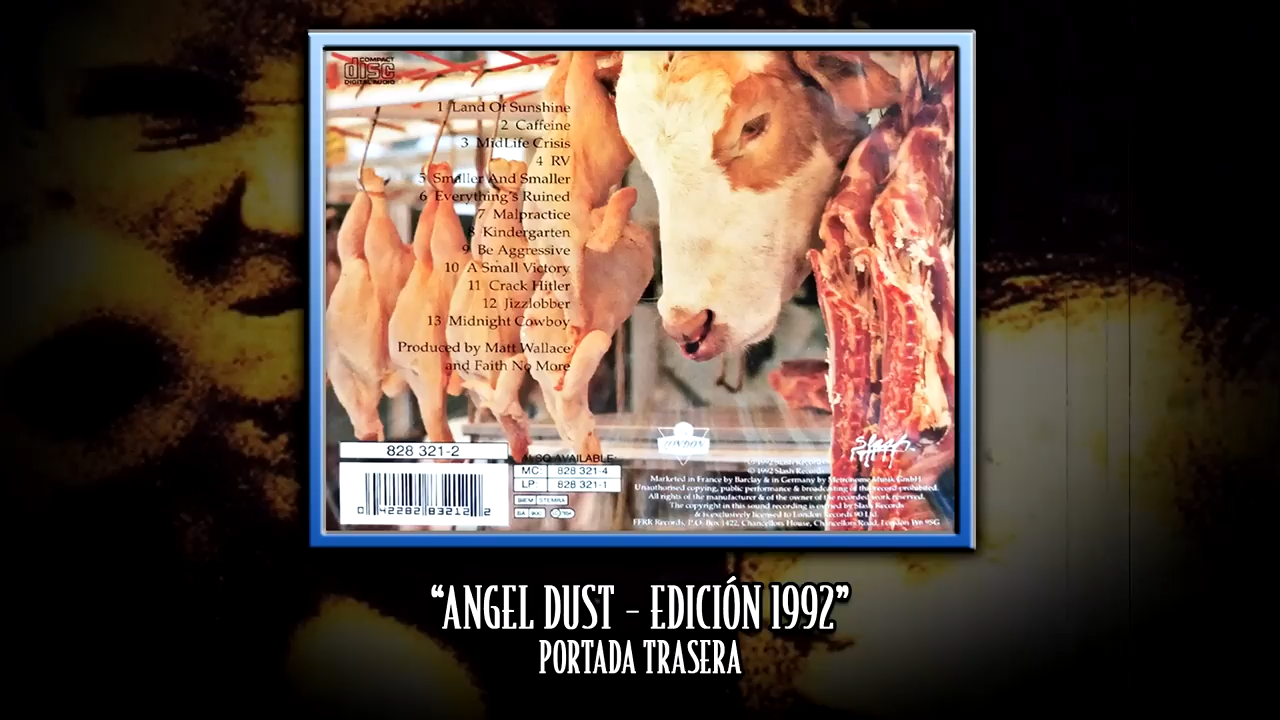 COMPACT
disc
DIGITAL AUDIO
1 Land Of Sunshine
2 Caffeine
3 MidLife Crisis
4 RV
5 Smaller And Smaller
6 Everything's Ruined
7 Malpractice
8 Kindergarten
9 Be Aggressive
10 A Small Victory
11 Crack Hitler
12 Jizzlobber
13 Midnight Cowboy
Produced by Matt Wallace
and Faith No More
828 321-2
0 42282 83212 2
ALSO AVAILABLE:
MC: 828 321-4
LP: 828 321-1
BIEM STEMRA
LONDON
Slash
℗ 1992 Slash Records
© 1992 Slash Records
Marketed in France by Barclay & in Germany by Metronome Musik GmbH.
Unauthorised copying, public performance & broadcasting of this record prohibited.
All rights of the manufacturer & of the owner of the recorded work reserved.
The copyright in this sound recording is owned by Slash Records
& is exclusively licensed to London Records 90 Ltd.
FFRR Records, P.O. Box 1422, Chancellors House, Chancellors Road, London W6 9SG
“ANGEL DUST – EDICIÓN 1992”
PORTADA TRASERA